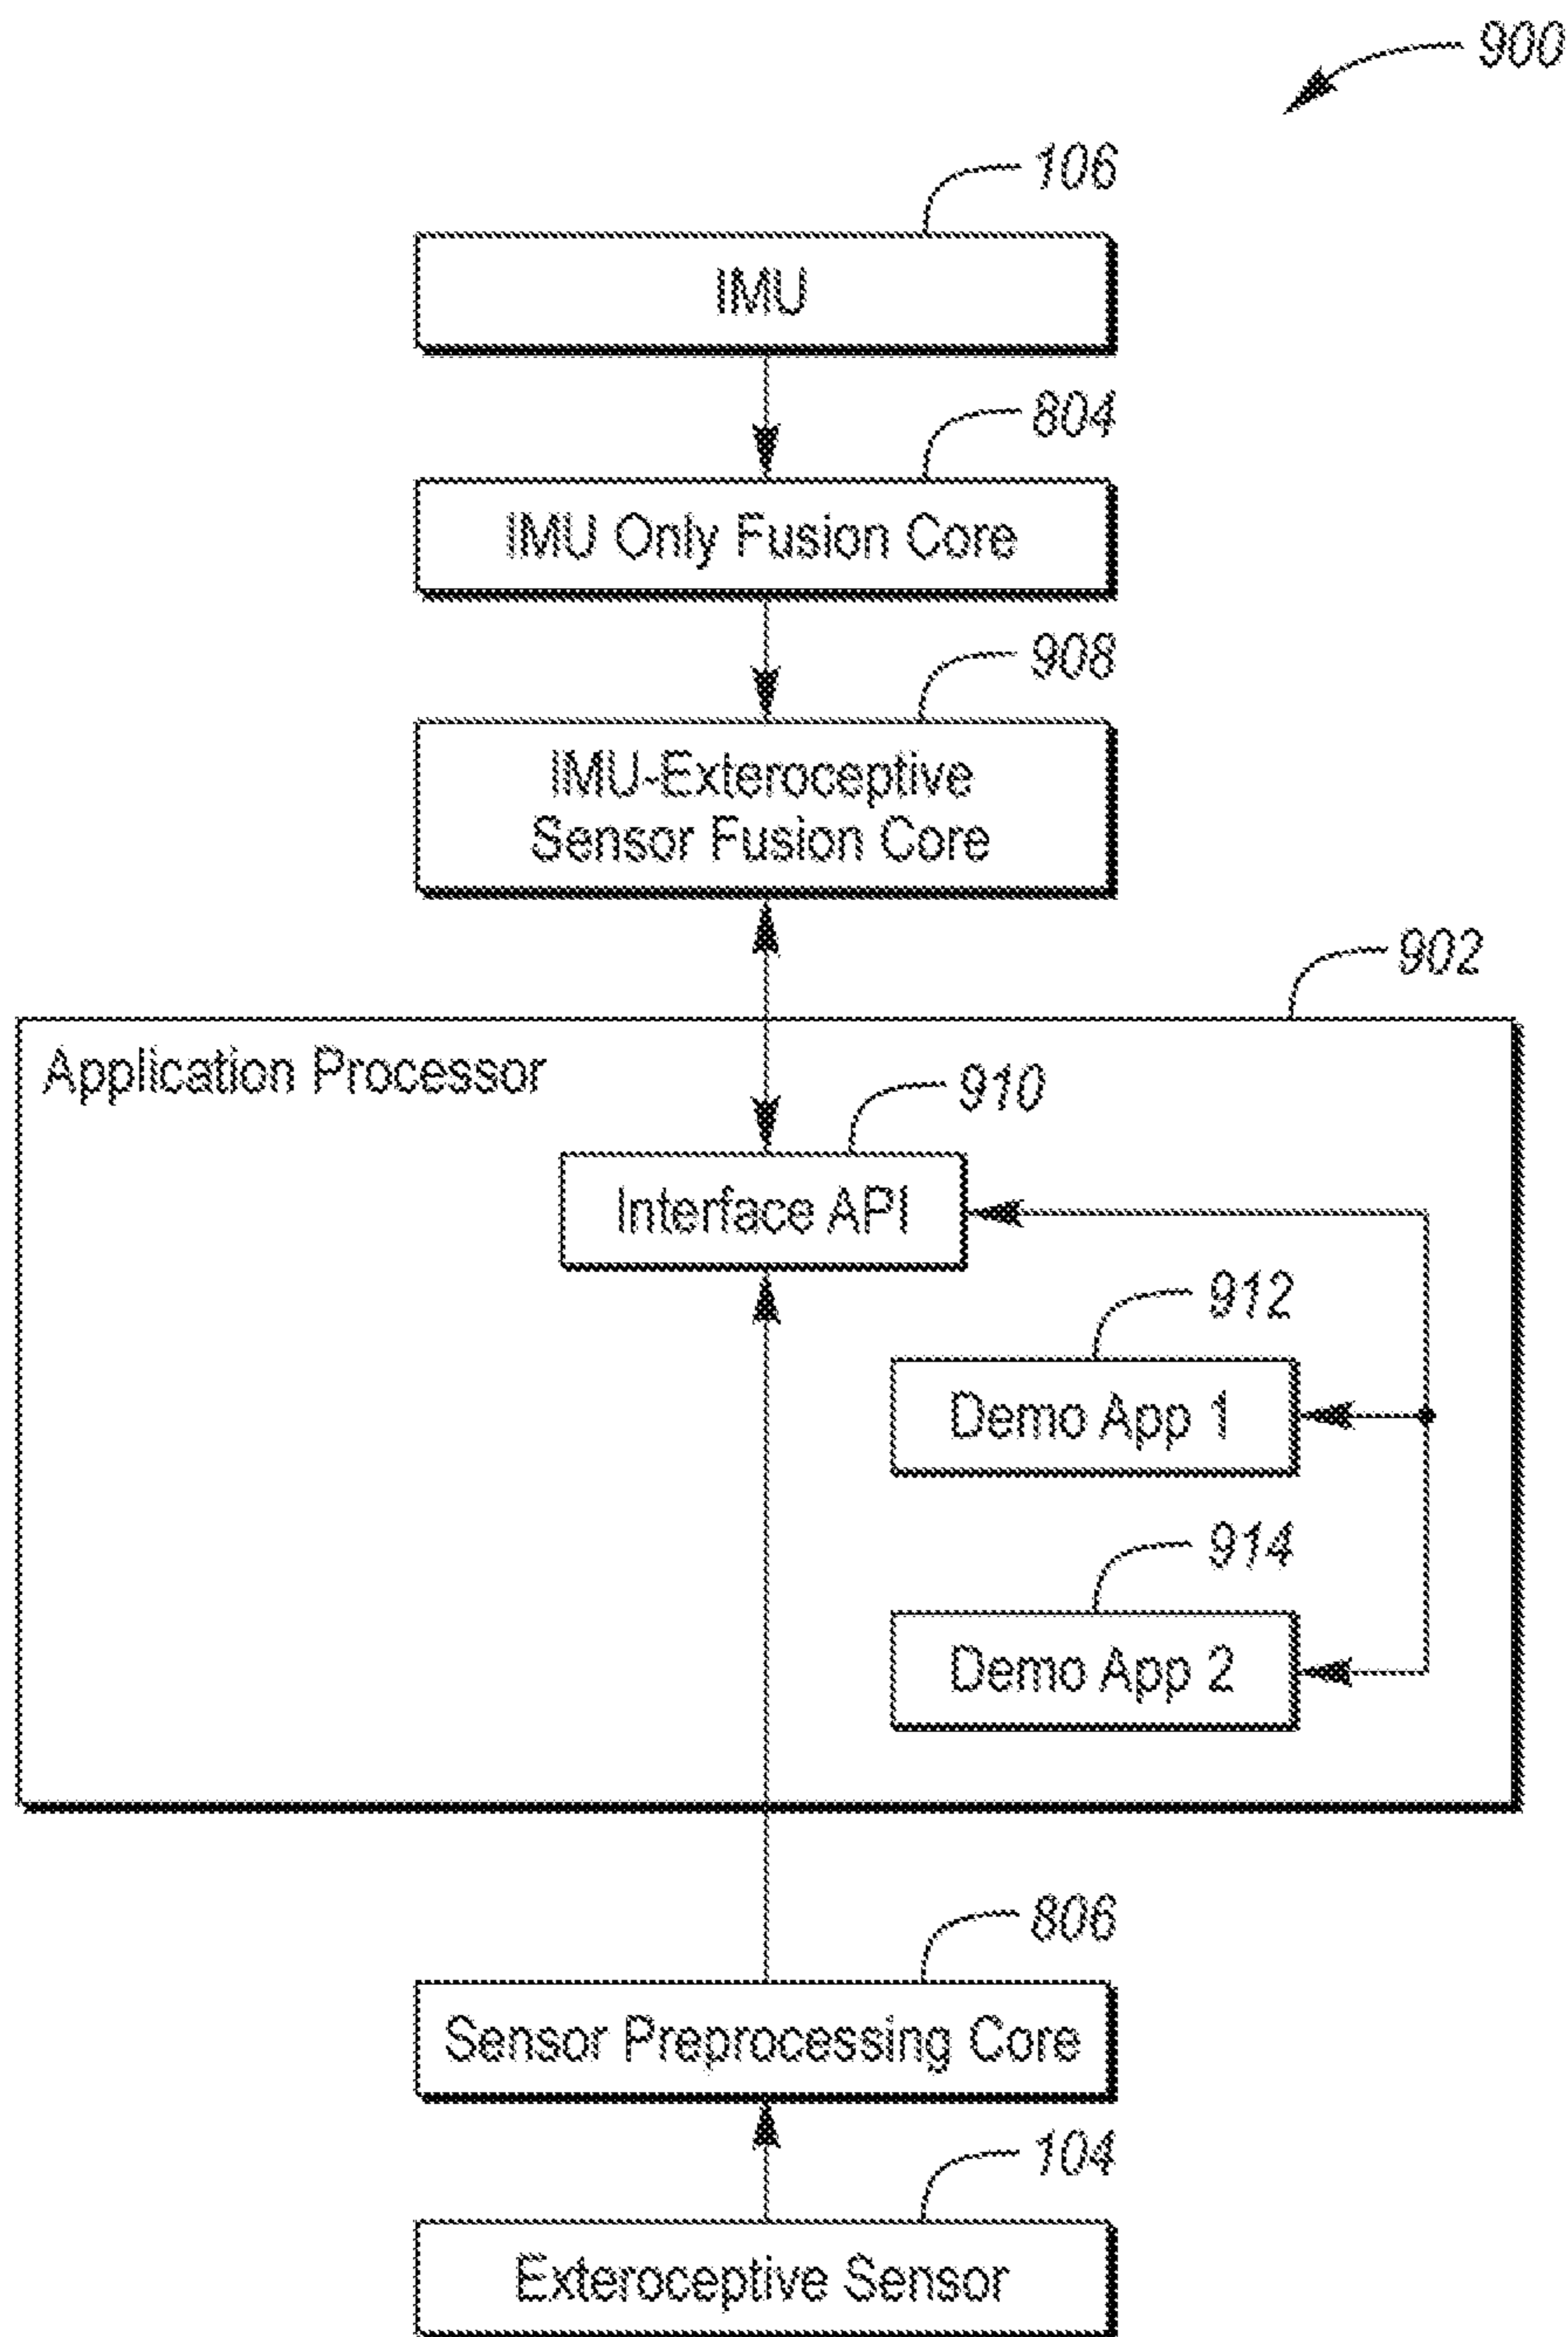 900
106
IMU
804
IMU Only Fusion Core
908
IMU-Exteroceptive
Sensor Fusion Core
902
Application Processor
910
Interface API
912
Demo App 1
914
Demo App 2
806
Sensor Preprocessing Core
104
Exteroceptive Sensor